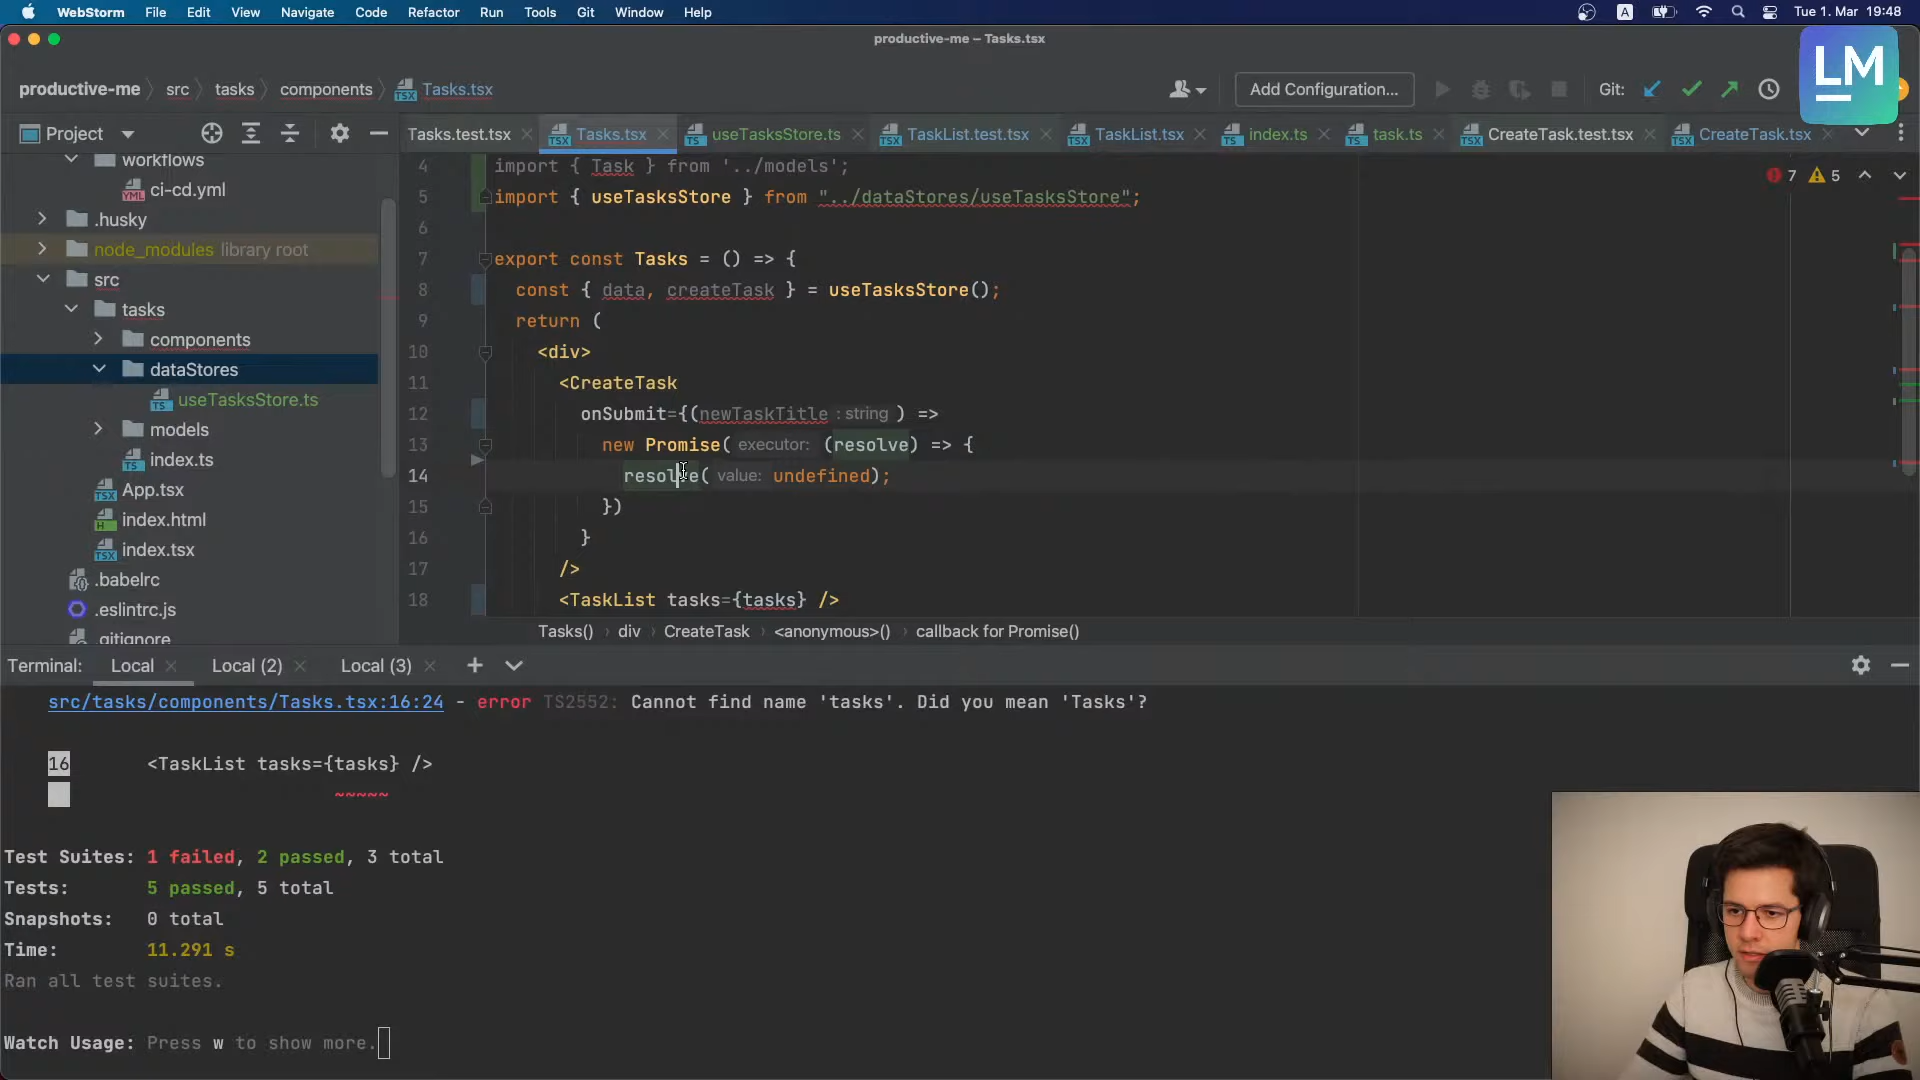 WebStorm File Edit View Navigate Code Refactor Run Tools Git Window Help
A Tue 1. Mar 19:48
productive-me – Tasks.tsx
LM
productive-me src tasks components Tasks.tsx
Add Configuration... Git:
Project
Tasks.test.tsx Tasks.tsx useTasksStore.ts TaskList.test.tsx TaskList.tsx index.ts task.ts CreateTask.test.tsx CreateTask.tsx
workflows
ci-cd.yml
.husky
node_modules library root
src
tasks
components
dataStores
useTasksStore.ts
models
index.ts
App.tsx
index.html
index.tsx
.babelrc
.eslintrc.js
.gitignore
7 5
4 import { Task } from '../models';
5 import { useTasksStore } from "../dataStores/useTasksStore";
6
7 export const Tasks = () => {
8 const { data, createTask } = useTasksStore();
9 return (
10 <div>
11 <CreateTask
12 onSubmit={(newTaskTitle : string ) =>
13 new Promise( executor: (resolve) => {
14 resolve( value: undefined);
15 })
16 }
17 />
18 <TaskList tasks={tasks} />
Tasks() div CreateTask <anonymous>() callback for Promise()
Terminal: Local Local (2) Local (3)
src/tasks/components/Tasks.tsx:16:24 - error TS2552: Cannot find name 'tasks'. Did you mean 'Tasks'?
16 <TaskList tasks={tasks} />
~~~~~
Test Suites: 1 failed, 2 passed, 3 total
Tests: 5 passed, 5 total
Snapshots: 0 total
Time: 11.291 s
Ran all test suites.
Watch Usage: Press w to show more.